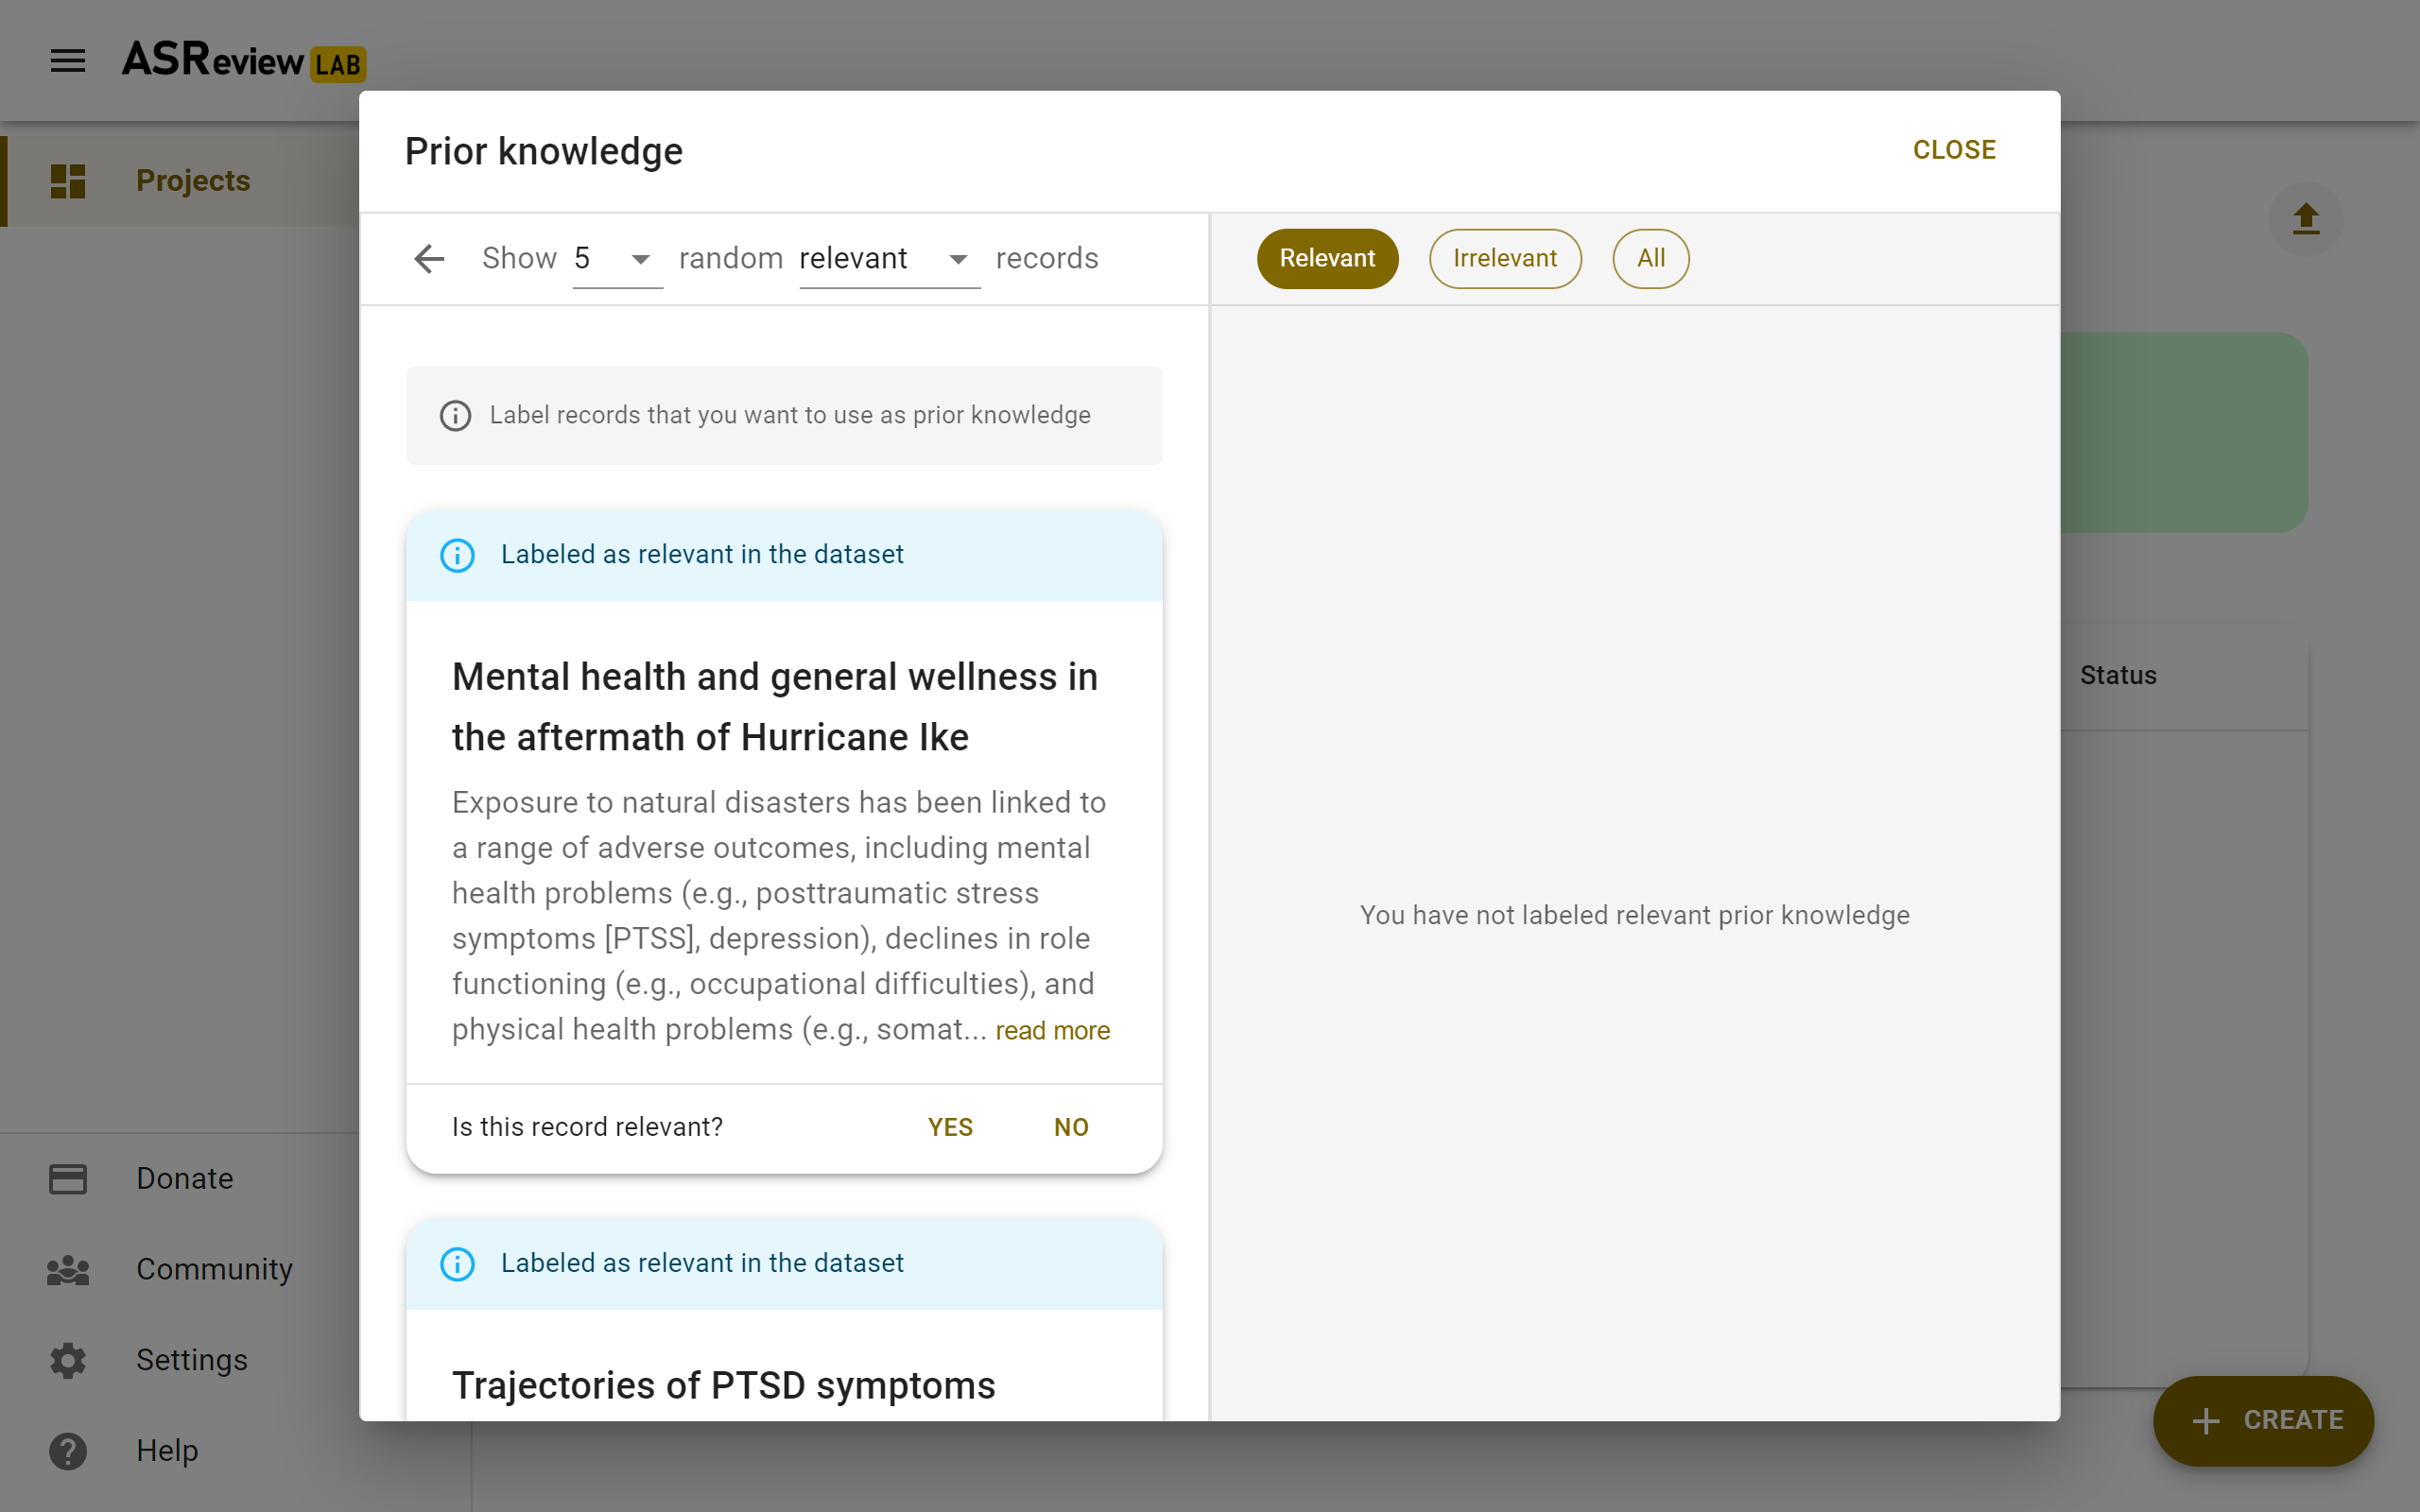 ASReview LAB
Projects
Donate
Community
Settings
Help
Prior knowledge
CLOSE
Show 5 random relevant records
Label records that you want to use as prior knowledge
Labeled as relevant in the dataset
Mental health and general wellness in
the aftermath of Hurricane Ike
Exposure to natural disasters has been linked to
a range of adverse outcomes, including mental
health problems (e.g., posttraumatic stress
symptoms [PTSS], depression), declines in role
functioning (e.g., occupational difficulties), and
physical health problems (e.g., somat... read more
Is this record relevant? YES NO
Labeled as relevant in the dataset
Trajectories of PTSD symptoms
Relevant Irrelevant All
You have not labeled relevant prior knowledge
Status
CREATE